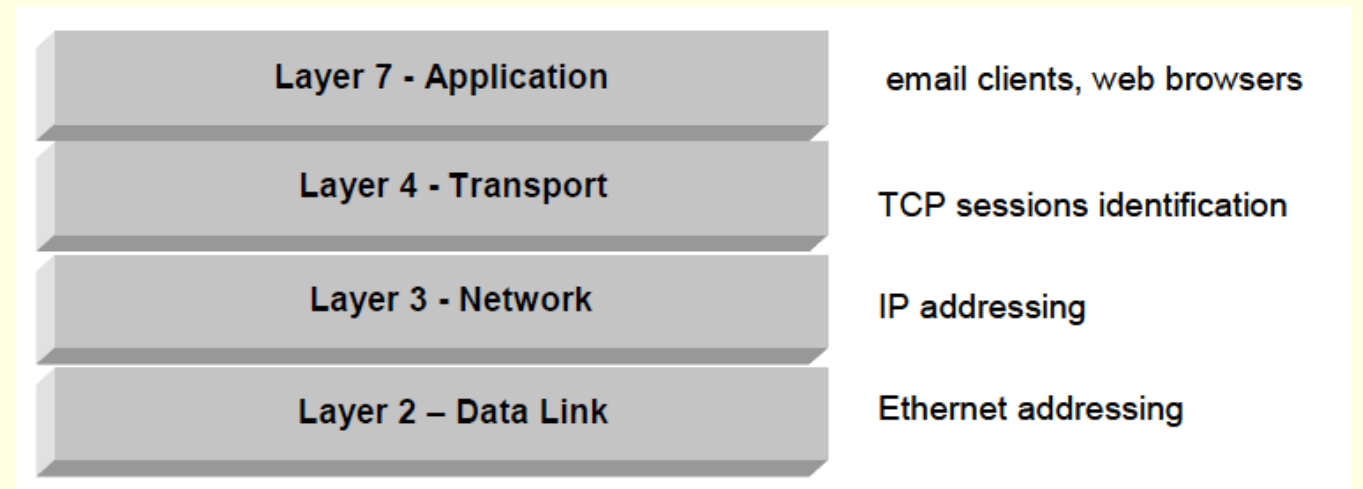 Layer 7 - Application
email clients, web browsers
Layer 4 - Transport
TCP sessions identification
Layer 3 - Network
IP addressing
Layer 2 – Data Link
Ethernet addressing